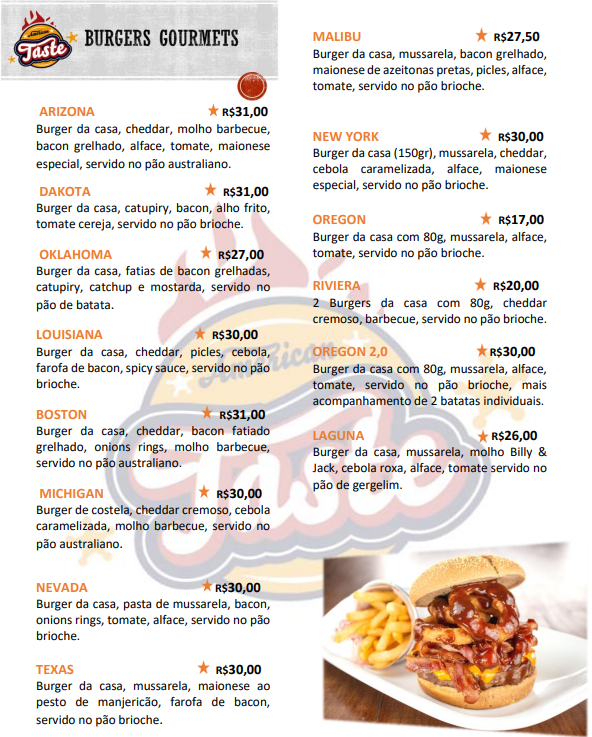 American
Taste
BURGERS GOURMETS
ARIZONA R$31,00
Burger da casa, cheddar, molho barbecue,
bacon grelhado, alface, tomate, maionese
especial, servido no pão australiano.
DAKOTA R$31,00
Burger da casa, catupiry, bacon, alho frito,
tomate cereja, servido no pão brioche.
OKLAHOMA R$27,00
Burger da casa, fatias de bacon grelhadas,
catupiry, catchup e mostarda, servido no
pão de batata.
LOUISIANA R$30,00
Burger da casa, cheddar, picles, cebola,
farofa de bacon, spicy sauce, servido no pão
brioche.
BOSTON R$31,00
Burger da casa, cheddar, bacon fatiado
grelhado, onions rings, molho barbecue,
servido no pão australiano.
MICHIGAN R$30,00
Burger de costela, cheddar cremoso, cebola
caramelizada, molho barbecue, servido no
pão australiano.
NEVADA R$30,00
Burger da casa, pasta de mussarela, bacon,
onions rings, tomate, alface, servido no pão
brioche.
TEXAS R$30,00
Burger da casa, mussarela, maionese ao
pesto de manjericão, farofa de bacon,
servido no pão brioche.
MALIBU R$27,50
Burger da casa, mussarela, bacon grelhado,
maionese de azeitonas pretas, picles, alface,
tomate, servido no pão brioche.
NEW YORK R$30,00
Burger da casa (150gr), mussarela, cheddar,
cebola caramelizada, alface, maionese
especial, servido no pão brioche.
OREGON R$17,00
Burger da casa com 80g, mussarela, alface,
tomate, servido no pão brioche.
RIVIERA R$20,00
2 Burgers da casa com 80g, cheddar
cremoso, barbecue, servido no pão brioche.
OREGON 2,0 R$30,00
Burger da casa com 80g, mussarela, alface,
tomate, servido no pão brioche, mais
acompanhamento de 2 batatas individuais.
LAGUNA R$26,00
Burger da casa, mussarela, molho Billy &
Jack, cebola roxa, alface, tomate servido no
pão de gergelim.
American
Taste